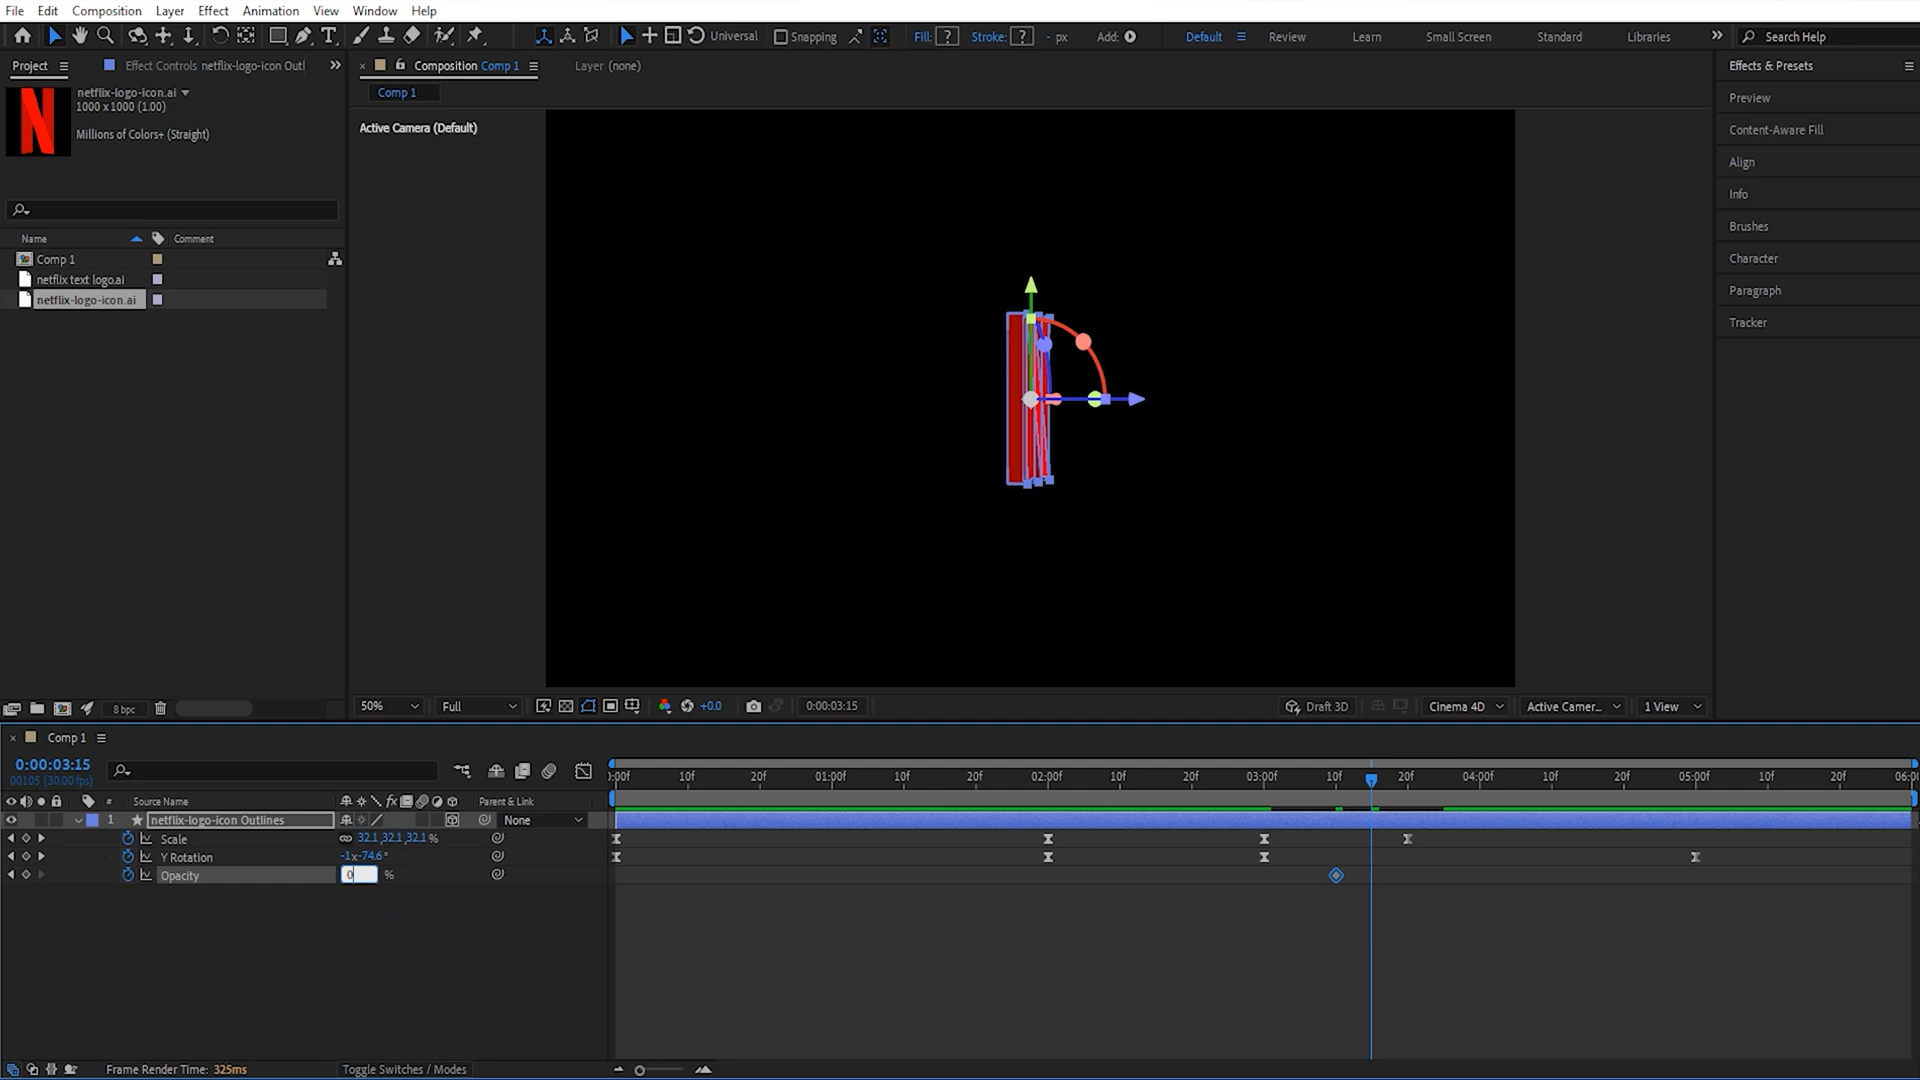 File Edit Composition Layer Effect Animation View Window Help
Universal Snapping Fill: ? Stroke: ? - px Add: Default Review Learn Small Screen Standard Libraries Search Help
Project Effect Controls netflix-logo-icon Outl
Composition Comp 1 Layer (none)
Comp 1
netflix-logo-icon.ai
1000 x 1000 (1.00)
Millions of Colors+ (Straight)
Name Comment
Comp 1
netflix text logo.ai
netflix-logo-icon.ai
8 bpc
Active Camera (Default)
50% Full +0.0 0:00:03:15 Draft 3D Cinema 4D Active Camer... 1 View
Effects & Presets
Preview
Content-Aware Fill
Align
Info
Brushes
Character
Paragraph
Tracker
Comp 1
0:00:03:15
00105 (30.00 fps)
# Source Name fx Parent & Link
1 netflix-logo-icon Outlines None
Scale 32.1,32.1,32.1%
Y Rotation -1x-74.6°
Opacity 0 %
):00f 10f 20f 01:00f 10f 20f 02:00f 10f 20f 03:00f 10f 20f 04:00f 10f 20f 05:00f 10f 20f 06:0
Frame Render Time: 325ms Toggle Switches / Modes